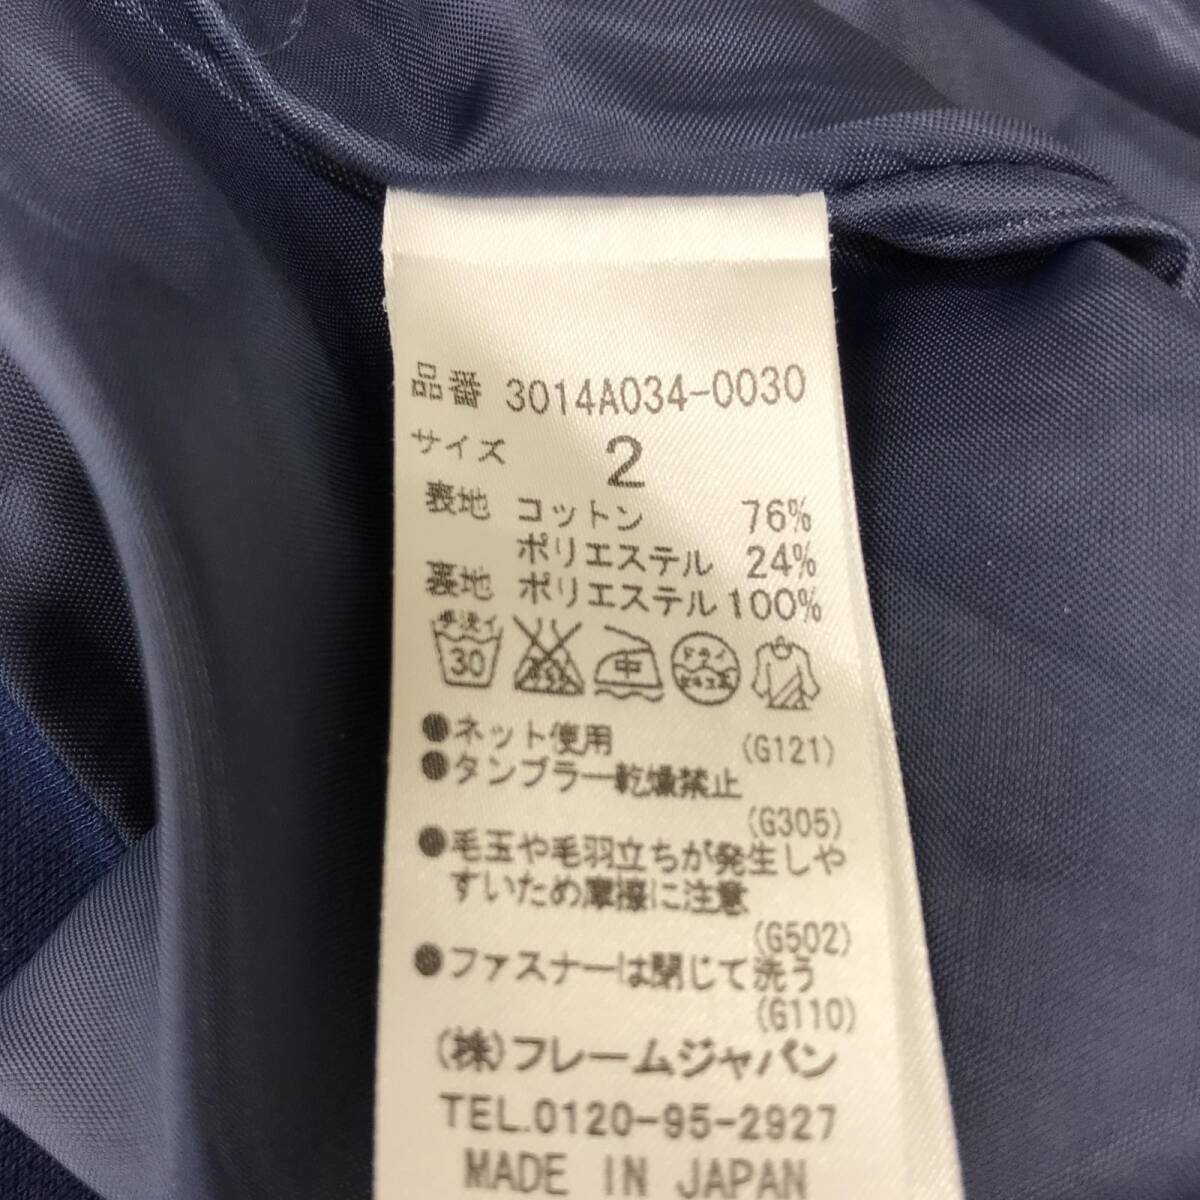 品番 3014A034-0030
サイズ 2
表地 コットン 76%
ポリエステル 24%
裏地 ポリエステル 100%
手洗イ
30
中
ドライ
セキユ系
●ネット使用
(G121)
●タンブラー乾燥禁止
(G305)
●毛玉や毛羽立ちが発生しや
すいため摩擦に注意
(G502)
●ファスナーは閉じて洗う
(G110)
(株)フレームジャパン
TEL.0120-95-2927
MADE IN JAPAN